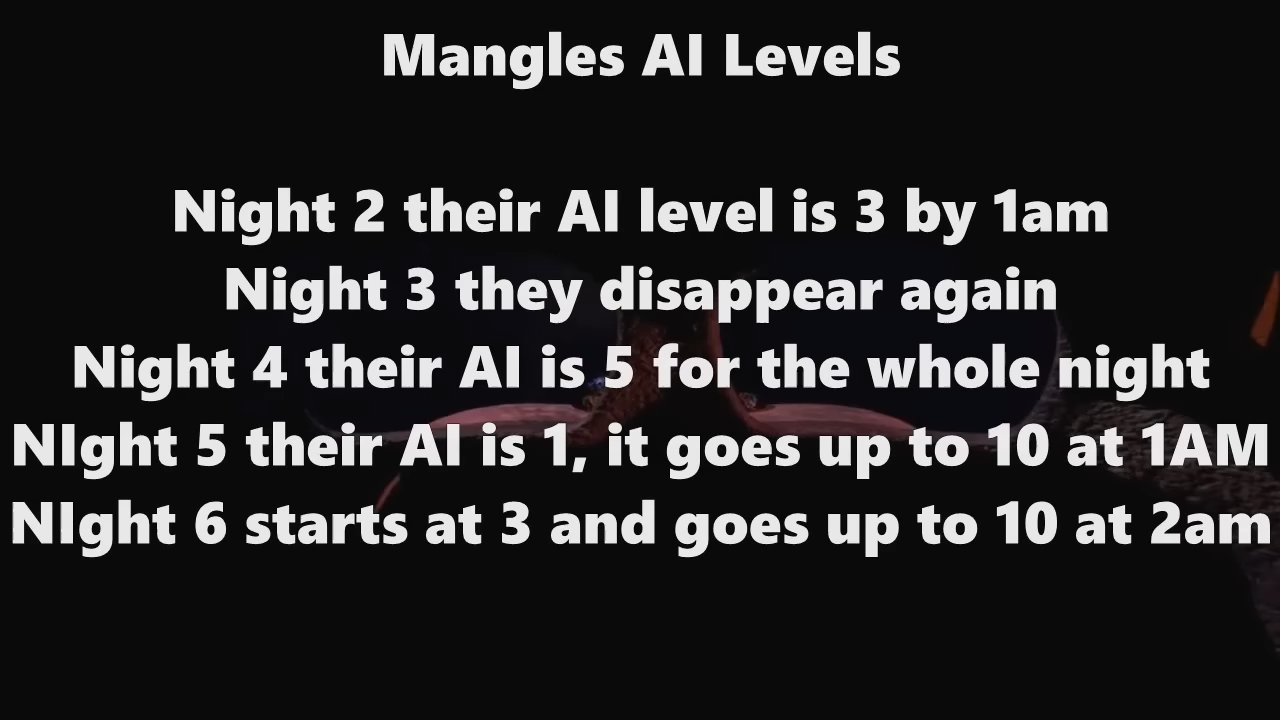 Mangles AI Levels
Night 2 their AI level is 3 by 1am
Night 3 they disappear again
Night 4 their AI is 5 for the whole night
NIght 5 their AI is 1, it goes up to 10 at 1AM
NIght 6 starts at 3 and goes up to 10 at 2am